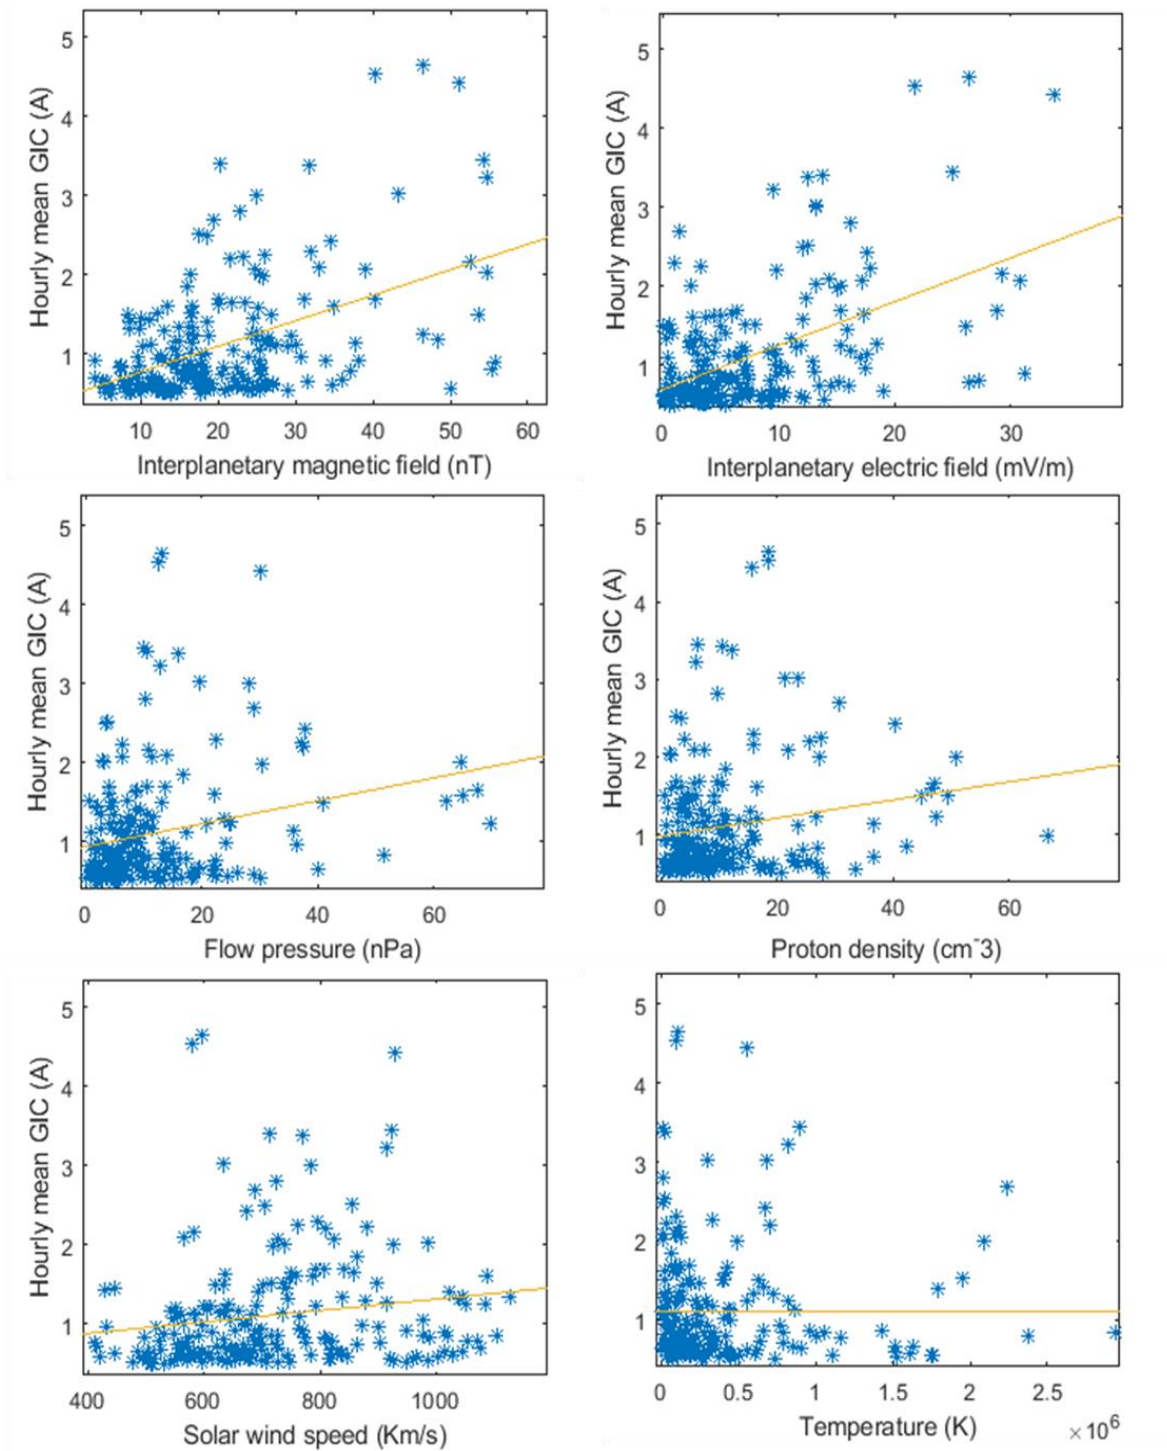 5
4
3
2
1
Hourly mean GIC (A)
10 20 30 40 50 60
Interplanetary magnetic field (nT)
5
4
3
2
1
Hourly mean GIC (A)
0 10 20 30
Interplanetary electric field (mV/m)
5
4
3
2
1
Hourly mean GIC (A)
0 20 40 60
Flow pressure (nPa)
5
4
3
2
1
Hourly mean GIC (A)
0 20 40 60
Proton density (cm⁻3)
5
4
3
2
1
Hourly mean GIC (A)
400 600 800 1000
Solar wind speed (Km/s)
5
4
3
2
1
Hourly mean GIC (A)
0 0.5 1 1.5 2 2.5
Temperature (K)
×10⁶